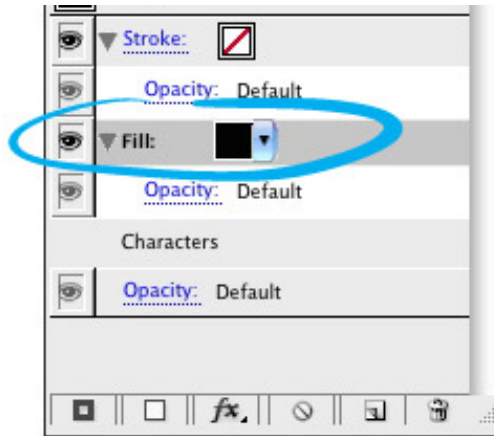 Stroke:
Opacity: Default
Fill:
Opacity: Default
Characters
Opacity: Default
fx